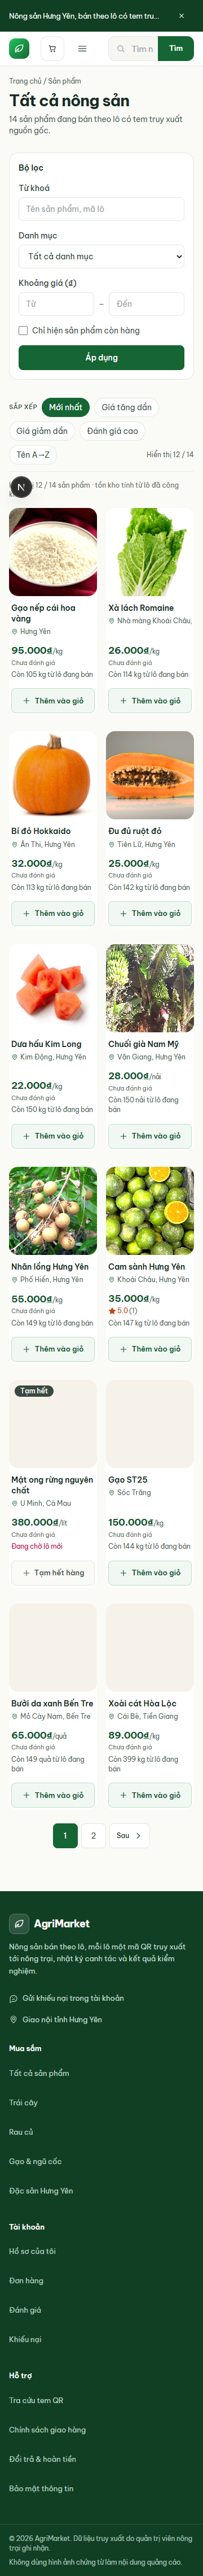 Nông sản Hưng Yên, bán theo lô có tem tru...
Tìm n
Tìm
Trang chủ / Sản phẩm
Tất cả nông sản
14 sản phẩm đang bán theo lô có tem truy xuất
nguồn gốc.
Bộ lọc
Từ khoá
Tên sản phẩm, mã lô
Danh mục
Tất cả danh mục
Khoảng giá (₫)
Từ
–
Đến
Chỉ hiện sản phẩm còn hàng
Áp dụng
SẮP XẾP
Mới nhất
Giá tăng dần
Giá giảm dần
Đánh giá cao
Tên A→Z
Hiển thị 12 / 14
12 / 14 sản phẩm · tồn kho tính từ lô đã công
N
Gạo nếp cái hoa
vàng
Hưng Yên
95.000₫/kg
Chưa đánh giá
Còn 105 kg từ lô đang bán
Thêm vào giỏ
Xà lách Romaine
Nhà màng Khoái Châu,
26.000₫/kg
Chưa đánh giá
Còn 114 kg từ lô đang bán
Thêm vào giỏ
Bí đỏ Hokkaido
Ân Thi, Hưng Yên
32.000₫/kg
Chưa đánh giá
Còn 113 kg từ lô đang bán
Thêm vào giỏ
Đu đủ ruột đỏ
Tiên Lữ, Hưng Yên
25.000₫/kg
Chưa đánh giá
Còn 142 kg từ lô đang bán
Thêm vào giỏ
Dưa hấu Kim Long
Kim Động, Hưng Yên
22.000₫/kg
Chưa đánh giá
Còn 150 kg từ lô đang bán
Thêm vào giỏ
Chuối già Nam Mỹ
Văn Giang, Hưng Yên
28.000₫/nải
Chưa đánh giá
Còn 150 nải từ lô đang
bán
Thêm vào giỏ
Nhãn lồng Hưng Yên
Phố Hiến, Hưng Yên
55.000₫/kg
Chưa đánh giá
Còn 149 kg từ lô đang bán
Thêm vào giỏ
Cam sành Hưng Yên
Khoái Châu, Hưng Yên
35.000₫/kg
5.0 (1)
Còn 147 kg từ lô đang bán
Thêm vào giỏ
Tạm hết
Mật ong rừng nguyên
chất
U Minh, Cà Mau
380.000₫/lít
Chưa đánh giá
Đang chờ lô mới
Tạm hết hàng
Gạo ST25
Sóc Trăng
150.000₫/kg
Chưa đánh giá
Còn 144 kg từ lô đang bán
Thêm vào giỏ
Bưởi da xanh Bến Tre
Mỏ Cày Nam, Bến Tre
65.000₫/quả
Chưa đánh giá
Còn 149 quả từ lô đang
bán
Thêm vào giỏ
Xoài cát Hòa Lộc
Cái Bè, Tiền Giang
89.000₫/kg
Chưa đánh giá
Còn 399 kg từ lô đang
bán
Thêm vào giỏ
1
2
Sau
AgriMarket
Nông sản bán theo lô, mỗi lô một mã QR truy xuất
tới nông trại, nhật ký canh tác và kết quả kiểm
nghiệm.
Gửi khiếu nại trong tài khoản
Giao nội tỉnh Hưng Yên
Mua sắm
Tất cả sản phẩm
Trái cây
Rau củ
Gạo & ngũ cốc
Đặc sản Hưng Yên
Tài khoản
Hồ sơ của tôi
Đơn hàng
Đánh giá
Khiếu nại
Hỗ trợ
Tra cứu tem QR
Chính sách giao hàng
Đổi trả & hoàn tiền
Bảo mật thông tin
© 2026 AgriMarket. Dữ liệu truy xuất do quản trị viên nông
trại ghi nhận.
Không dùng hình ảnh chứng từ làm nội dung quảng cáo.